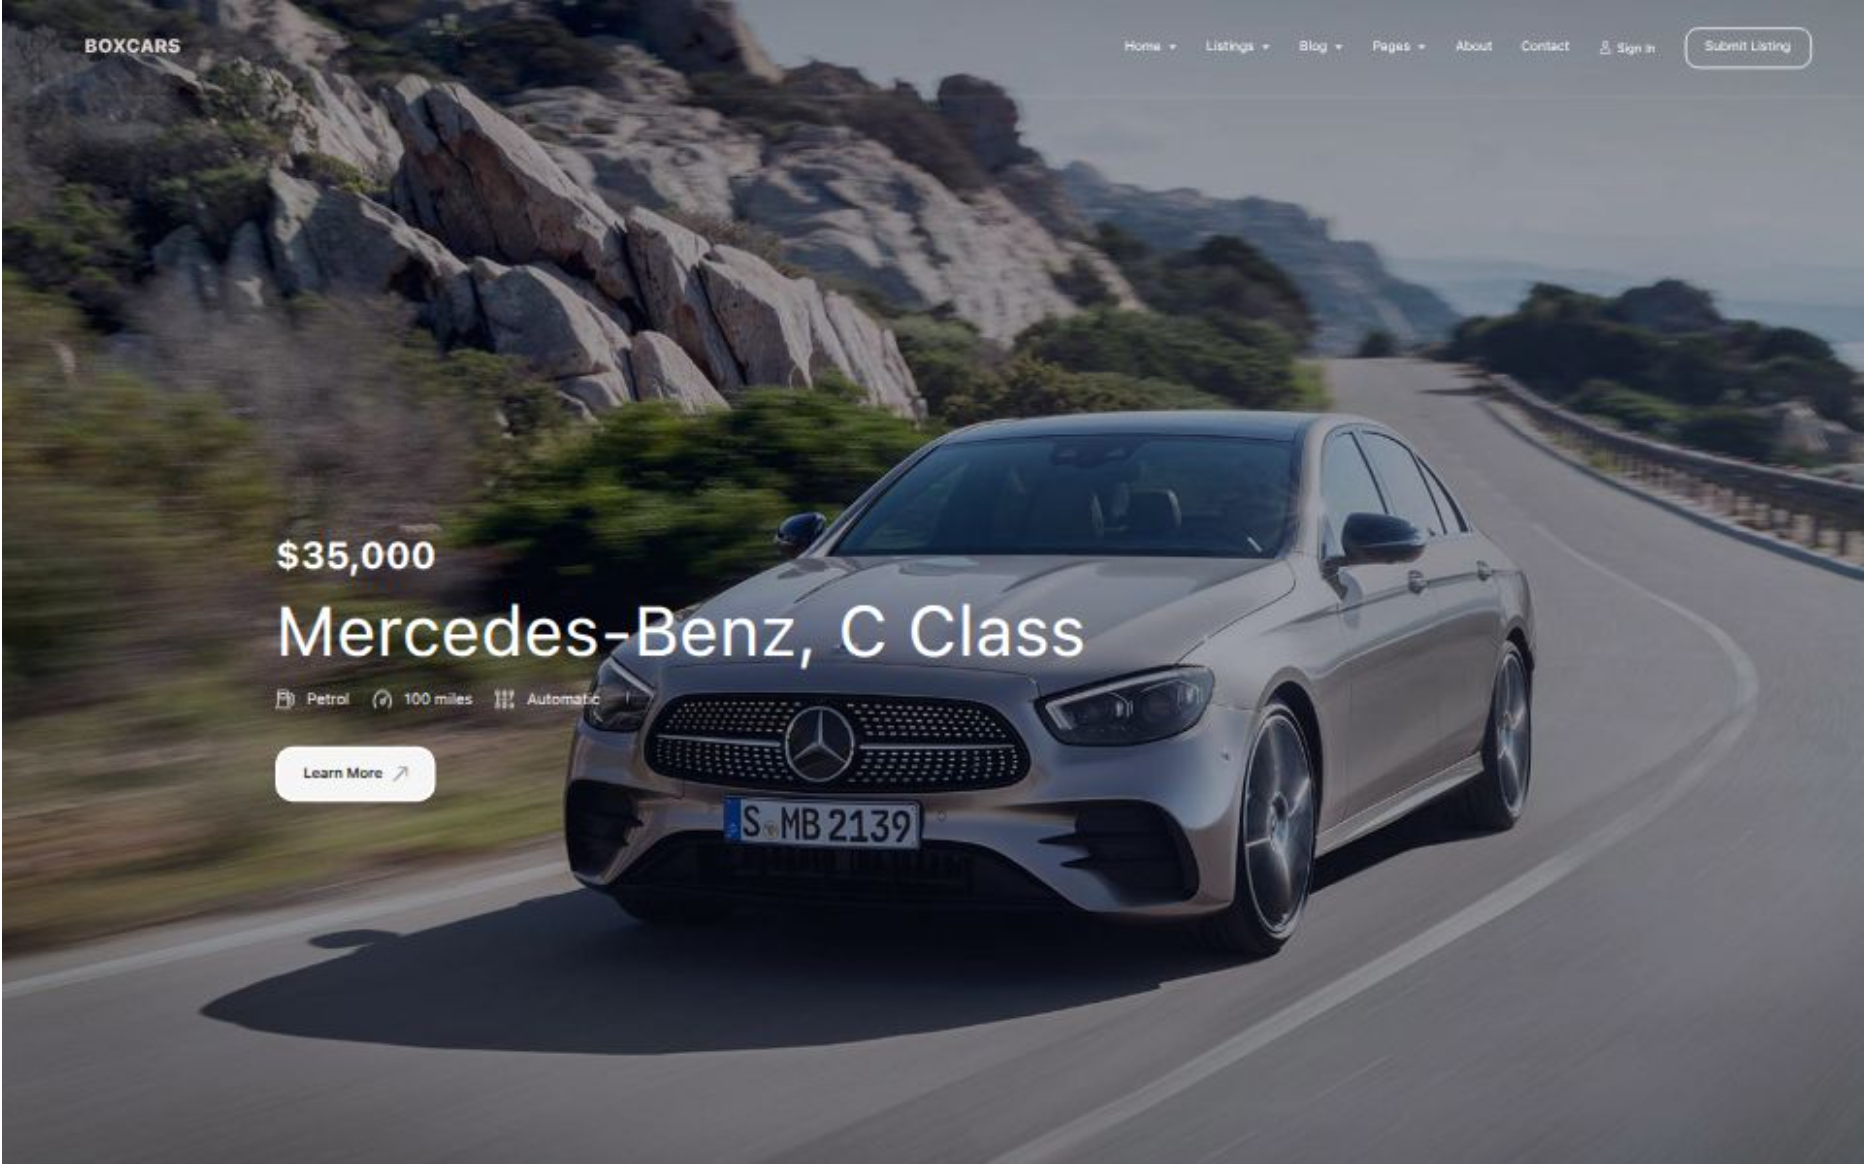 BOXCARS
Home Listings Blog Pages About Contact Sign In Submit Listing
$35,000
Mercedes-Benz, C Class
Petrol 100 miles Automatic
Learn More
S MB 2139